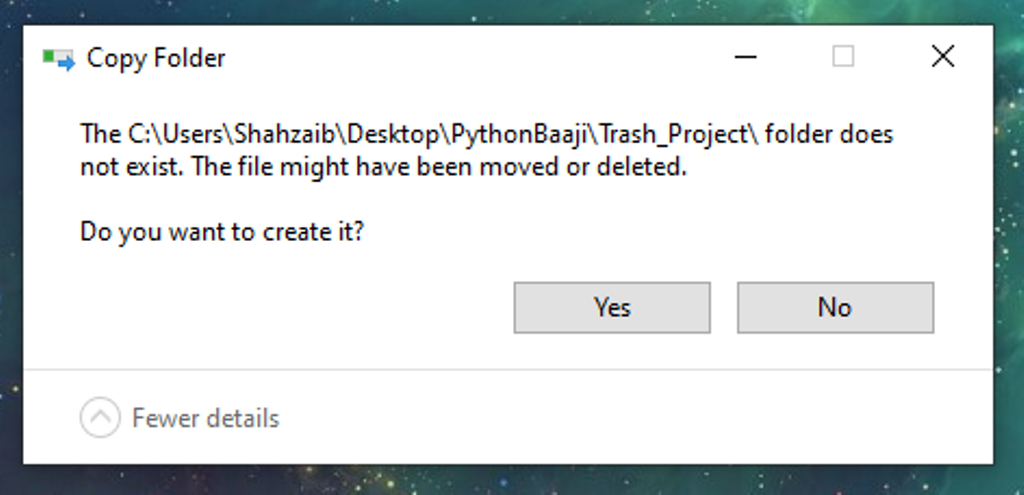 Copy Folder
The C:\Users\Shahzaib\Desktop\PythonBaaji\Trash_Project\ folder does
not exist. The file might have been moved or deleted.
Do you want to create it?
Yes No
Fewer details